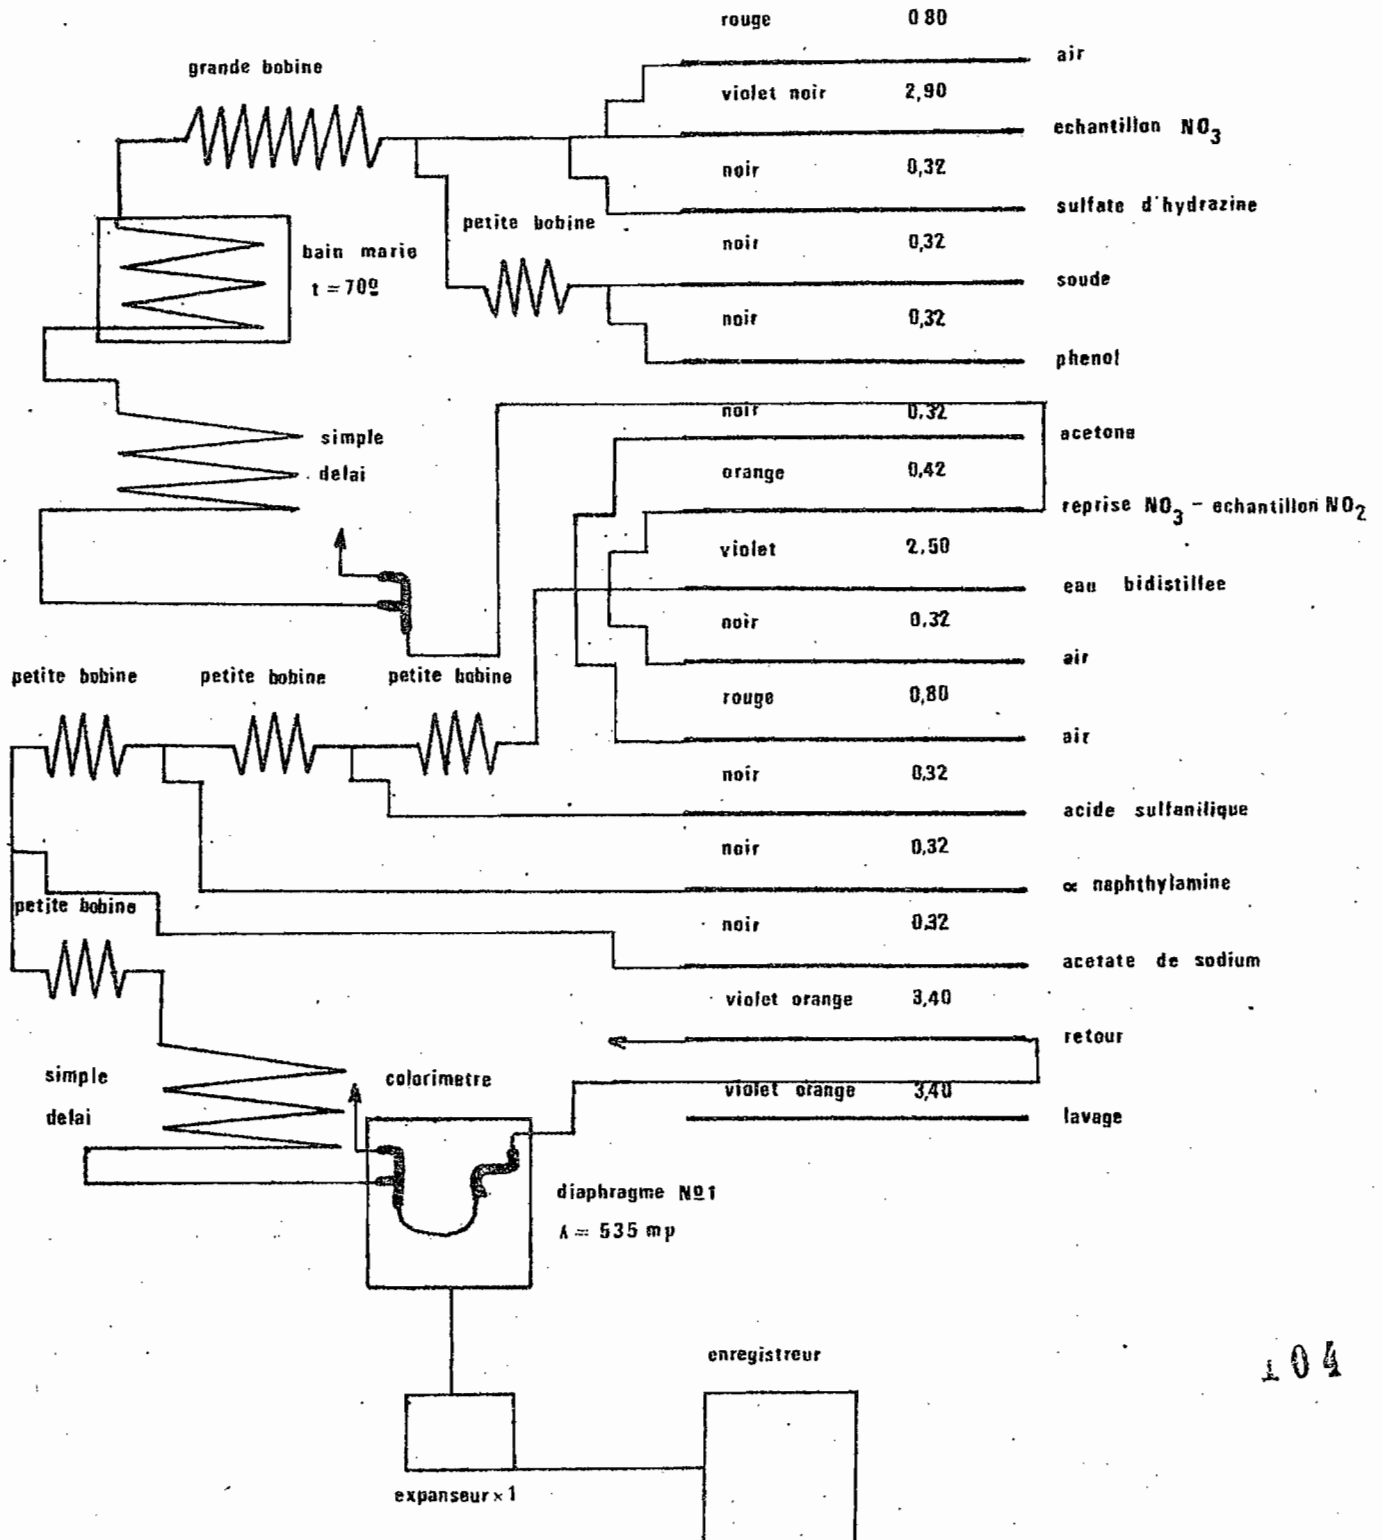 rouge 0 80
air
grande bobine
violet noir 2,90
echantillon NO3
noir 0,32
sulfate d'hydrazine
petite bobine
noir 0,32
bain marie
t = 70º
soude
noir 0,32
phenol
noir 0,32
acetone
simple
delai
orange 0,42
reprise NO3 - echantillon NO2
violet 2,50
eau bidistillee
noir 0,32
air
petite bobine petite bobine petite bobine
rouge 0,80
air
noir 0,32
acide sulfanilique
noir 0,32
∝ naphthylamine
petite bobine
noir 0,32
acetate de sodium
violet orange 3,40
retour
simple
delai
colorimetre
violet orange 3,40
lavage
diaphragme Nº1
λ = 535 mµ
enregistreur
104
expanseur × 1